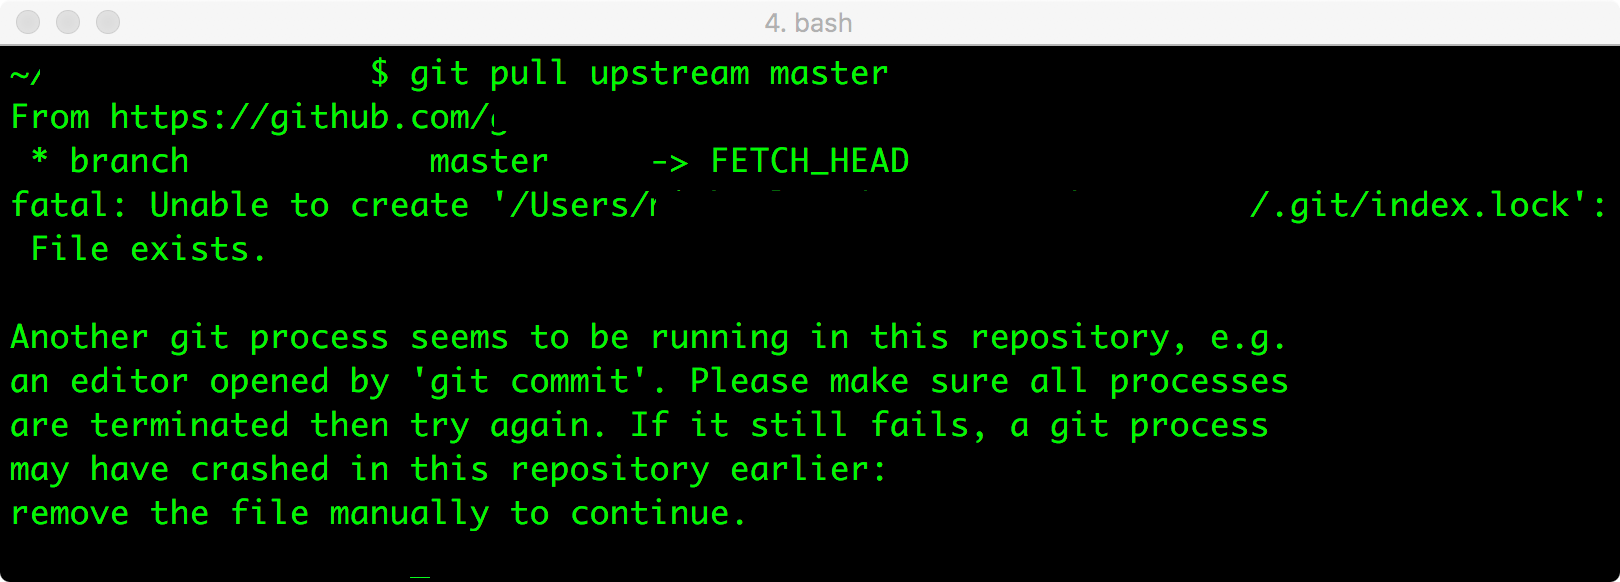 4. bash
~/ $ git pull upstream master
From https://github.com/
* branch master -> FETCH_HEAD
fatal: Unable to create '/Users/ /.git/index.lock':
File exists.
Another git process seems to be running in this repository, e.g.
an editor opened by 'git commit'. Please make sure all processes
are terminated then try again. If it still fails, a git process
may have crashed in this repository earlier:
remove the file manually to continue.